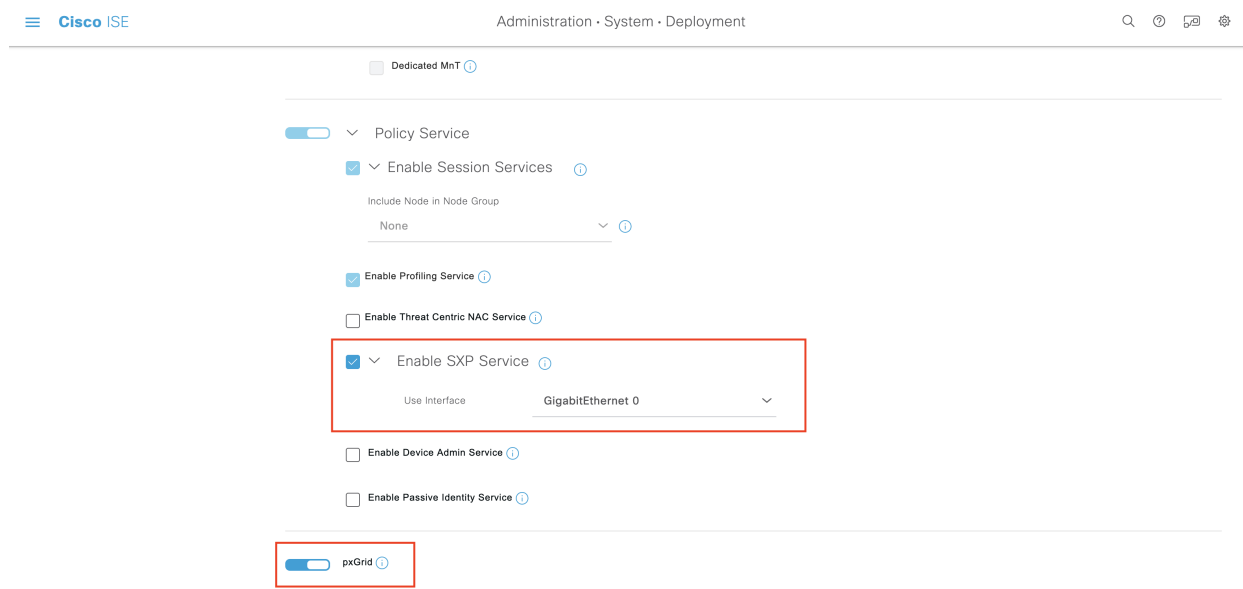 Cisco ISE
Administration · System · Deployment
Dedicated MnT
Policy Service
Enable Session Services
Include Node in Node Group
None
Enable Profiling Service
Enable Threat Centric NAC Service
Enable SXP Service
Use Interface GigabitEthernet 0
Enable Device Admin Service
Enable Passive Identity Service
pxGrid